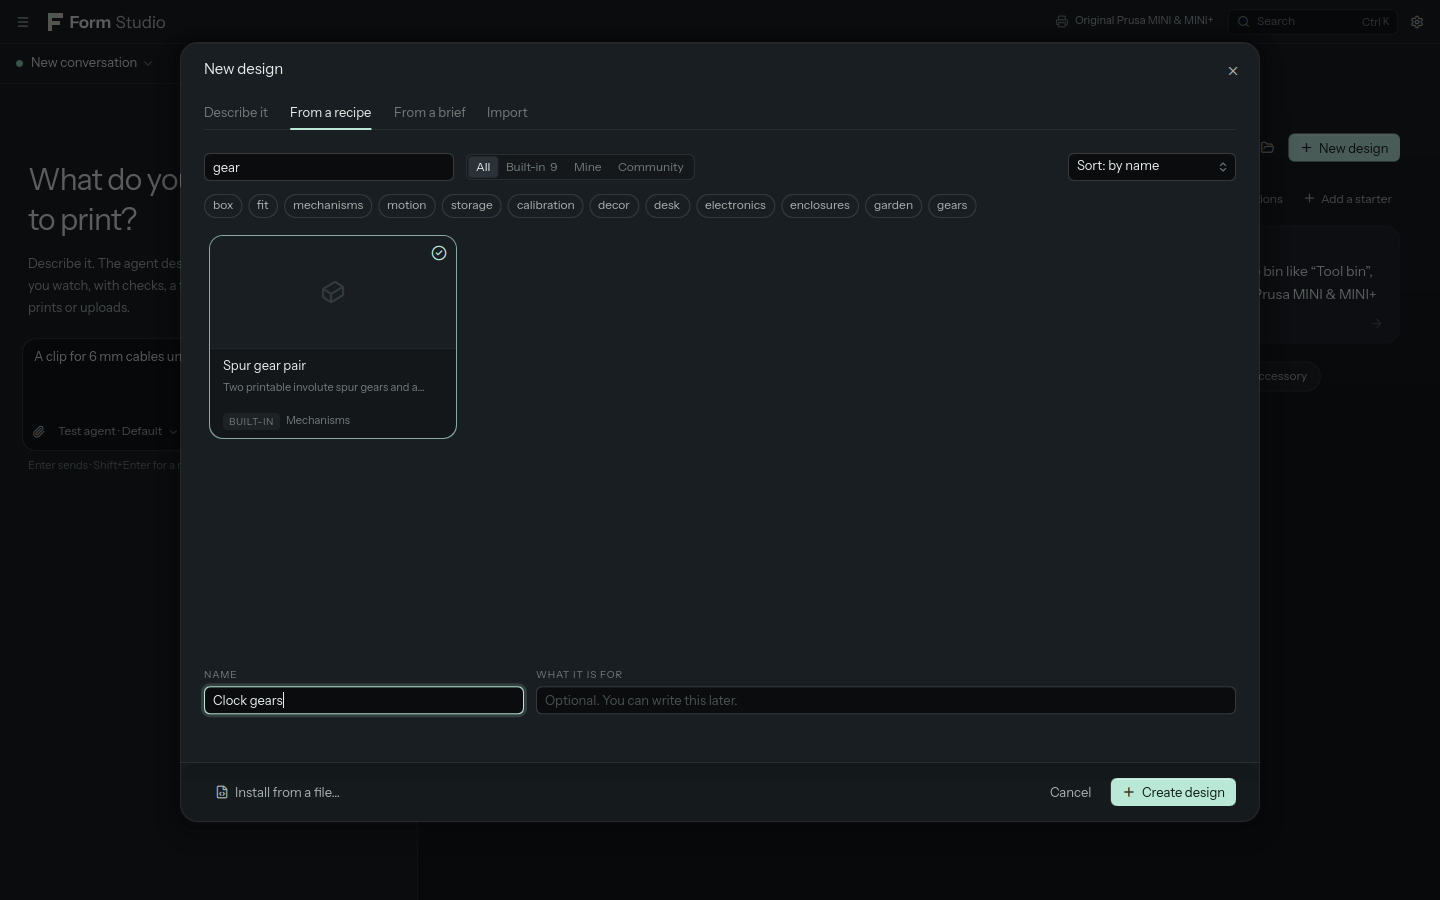 Form Studio
Original Prusa MINI & MINI+
Search
Ctrl K
New conversation
New design
Describe it
From a recipe
From a brief
Import
gear
All
Built-in 9
Mine
Community
Sort: by name
box
fit
mechanisms
motion
storage
calibration
decor
desk
electronics
enclosures
garden
gears
Spur gear pair
Two printable involute spur gears and a...
BUILT-IN
Mechanisms
NAME
WHAT IT IS FOR
Clock gears
Optional. You can write this later.
Install from a file...
Cancel
Create design
What do you
to print?
Describe it. The agent des
you watch, with checks, a
prints or uploads.
A clip for 6 mm cables un
Test agent · Default
Enter sends · Shift+Enter for a
New design
Add a starter
bin like “Tool bin”,
Prusa MINI & MINI+